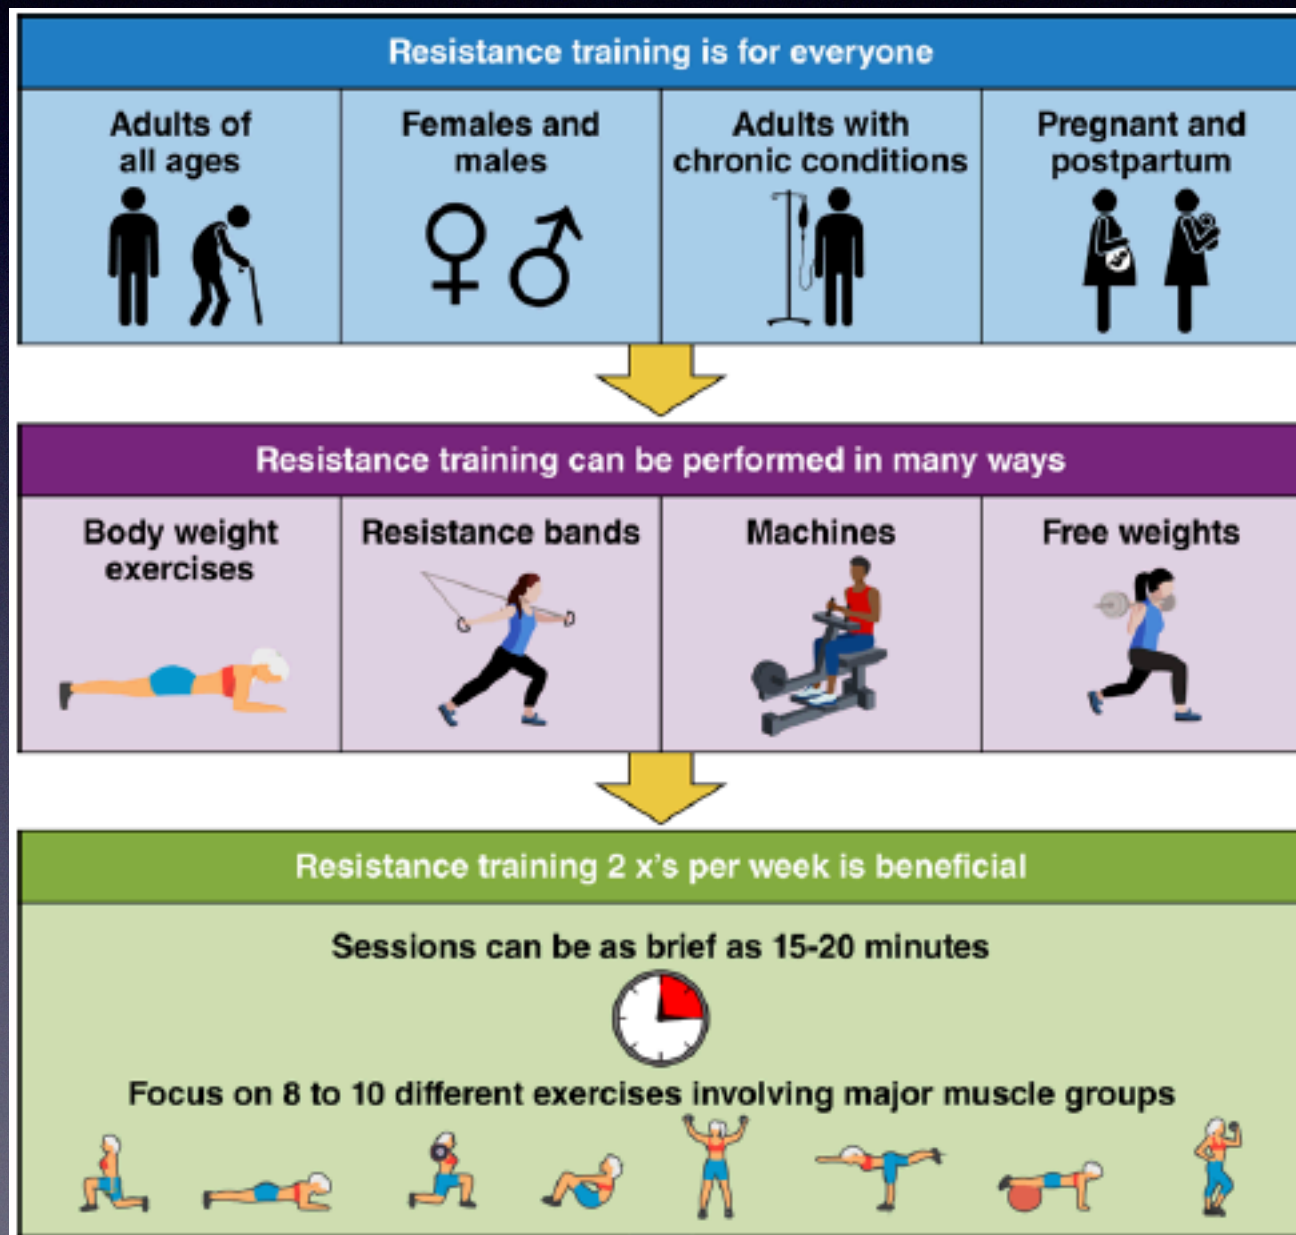 Resistance training is for everyone
Adults of
all ages
Females and
males
Adults with
chronic conditions
Pregnant and
postpartum
Resistance training can be performed in many ways
Body weight
exercises
Resistance bands
Machines
Free weights
Resistance training 2 x's per week is beneficial
Sessions can be as brief as 15-20 minutes
Focus on 8 to 10 different exercises involving major muscle groups